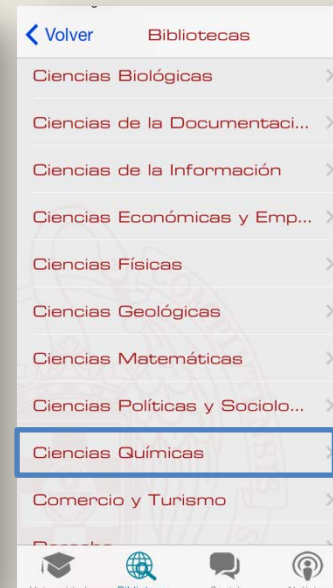 Volver Bibliotecas
Ciencias Biológicas
Ciencias de la Documentaci...
Ciencias de la Información
Ciencias Económicas y Emp...
Ciencias Físicas
Ciencias Geológicas
Ciencias Matemáticas
Ciencias Políticas y Sociolo...
Ciencias Químicas
Comercio y Turismo